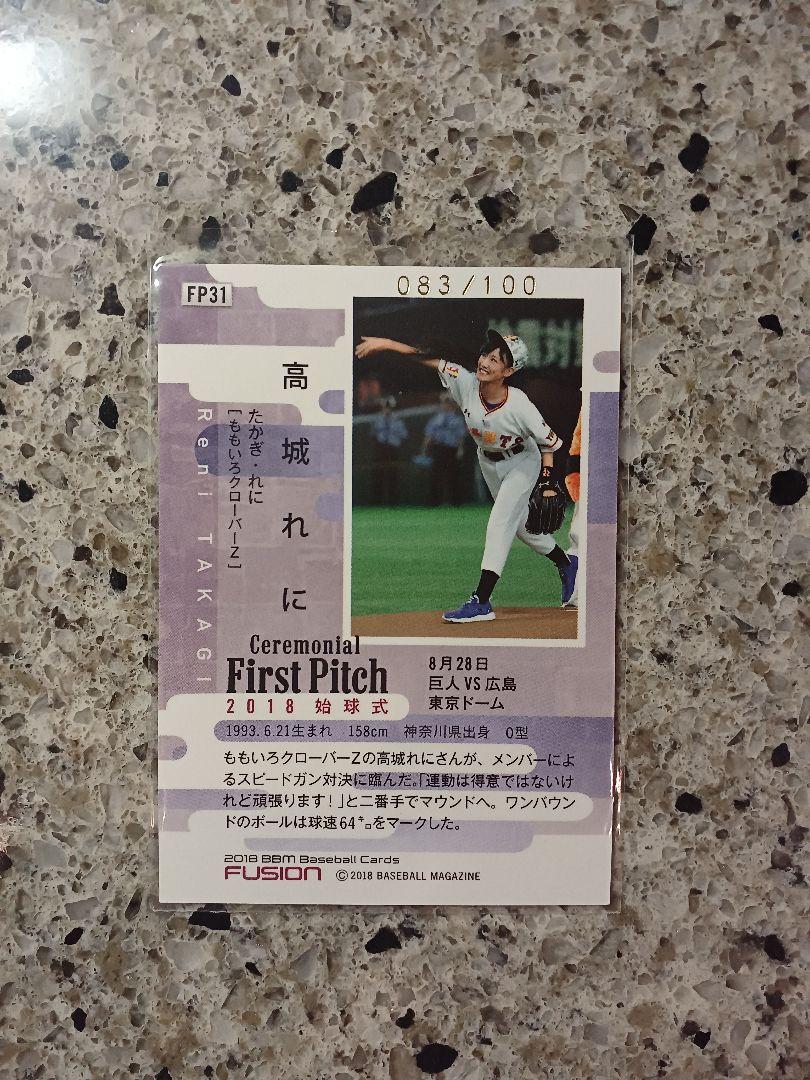 083/100
FP31
高城れに
たかぎ・れに
[ももいろクローバーZ]
Reni TAKAGI
Ceremonial
First Pitch
2018 始球式
8月28日
巨人VS広島
東京ドーム
1993.6.21生まれ 158cm 神奈川県出身 O型
ももいろクローバーZの高城れにさんが、メンバーによ
るスピードガン対決に臨んだ。「運動は得意ではないけ
れど頑張ります！」と二番手でマウンドへ。ワンバウン
ドのボールは球速64㌔をマークした。
2018 BBM Baseball Cards
FUSION ©2018 BASEBALL MAGAZINE